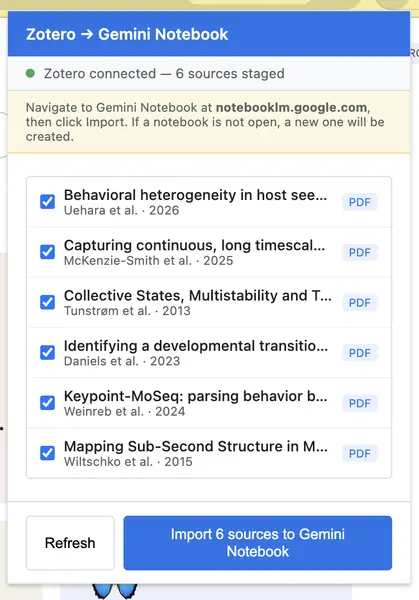 Zotero → Gemini Notebook
Zotero connected — 6 sources staged
Navigate to Gemini Notebook at notebooklm.google.com,
then click Import. If a notebook is not open, a new one will be
created.
Behavioral heterogeneity in host see...
Uehara et al. · 2026
PDF
Capturing continuous, long timescal...
McKenzie-Smith et al. · 2025
PDF
Collective States, Multistability and T...
Tunstrøm et al. · 2013
PDF
Identifying a developmental transitio...
Daniels et al. · 2023
PDF
Keypoint-MoSeq: parsing behavior b...
Weinreb et al. · 2024
PDF
Mapping Sub-Second Structure in M...
Wiltschko et al. · 2015
PDF
Refresh
Import 6 sources to Gemini
Notebook